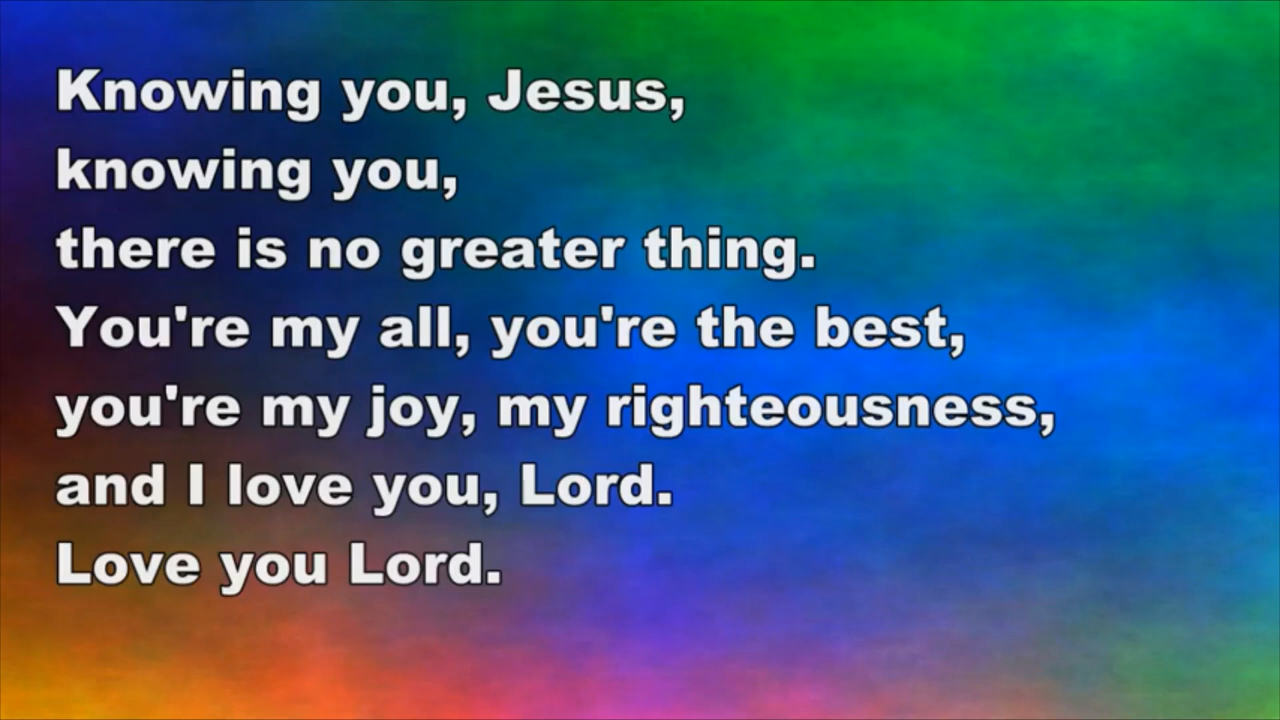 Knowing you, Jesus,
knowing you,
there is no greater thing.
You're my all, you're the best,
you're my joy, my righteousness,
and I love you, Lord.
Love you Lord.